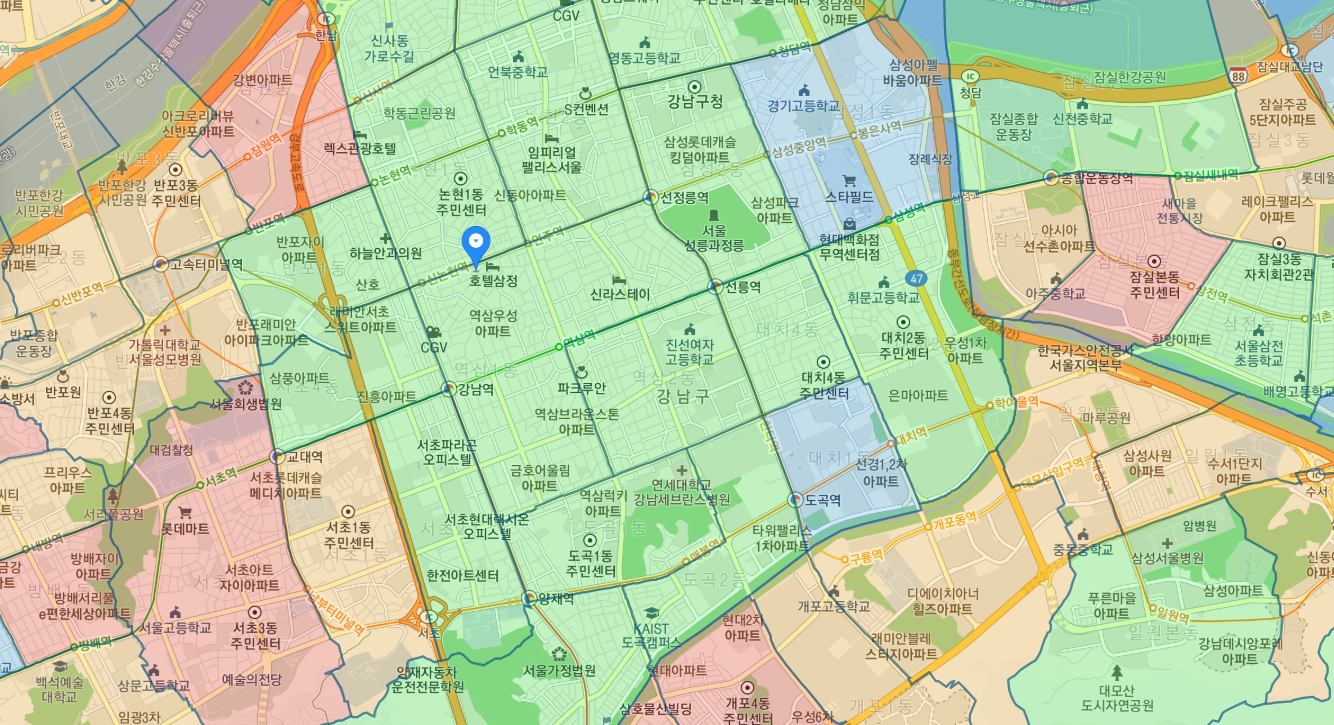 CGV
청담삼익
아파트
한남
IC
신사동
가로수길
언북중학교
영동고등학교
청담역
삼성아펠
바움아파트
잠실한강공원
잠실대교남단
IC
88
한강
강변아파트
신사역
학동근린공원
S컨벤션
강남구청
경기고등학교
IC
청담
잠실종합
운동장
신천중학교
잠실주공
5단지아파트
아크로리버뷰
신반포아파트
잠원역
렉스관광호텔
학동역
임피리얼
팰리스서울
삼성롯데캐슬
킹덤아파트
삼성중앙역
봉은사역
장례식장
잠실3동
반포대교
경부고속도로
반포3동
반포한강
시민공원
반포3동
주민센터
논현역
논현1동
주민센터
신동아아파트
선정릉역
삼성파크
아파트
스타필드
종합운동장역
잠실새내역
새마을
전통시장
레이크팰리스
아파트
서울
선릉과정릉
삼성역
현대백화점
무역센터점
반포역
반포자이
아파트
하늘안과의원
언주역
아시아
선수촌아파트
잠실3동
자치회관2관
고속터미널역
신논현역
호텔삼정
신라스테이
선릉역
휘문고등학교
47
아주중학교
잠실본동
주민센터
삼전역
신반포역
산호
래미안서초
스위트아파트
역삼우성
아파트
CGV
역삼역
진선여자
고등학교
대치4동
대치2동
주민센터
우성1차
아파트
한양아파트
서울삼전
초등학교
반포종합
운동장
가톨릭대학교
서울성모병원
반포래미안
아이파크아파트
한국가스안전공사
서울지역본부
반포원
삼풍아파트
서울회생법원
진흥아파트
강남역
역삼1동
파크루안
강남구
대치4동
주민센터
은마아파트
학여울역
마루공원
배명고등학교
반포4동
주민센터
대검찰청
교대역
서초파라곤
오피스텔
역삼브라운스톤
아파트
한티역
대치1동
대치역
선경1,2차
아파트
삼성사원
아파트
수서1단지
아파트
프리우스
아파트
서초역
서초롯데캐슬
메디치아파트
금호어울림
아파트
연세대학교
강남세브란스병원
도곡역
대모산입구역
수서
IC
서리풀공원
롯데마트
서초1동
주민센터
서초현대렉시온
오피스텔
역삼럭키
아파트
타워팰리스
1차아파트
개포동역
암병원
내방역
방배자이
아파트
서초아트
자이아파트
도곡1동
주민센터
매봉역
구룡역
중동중학교
삼성서울병원
방배서리풀
e편한세상아파트
한전아트센터
도곡2동
개포고등학교
디에이치아너
힐즈아파트
푸른마을
아파트
삼성아파트
서울고등학교
서초3동
주민센터
남부터미널역
서초
IC
양재역
KAIST
도곡캠퍼스
현대2차
아파트
래미안블레
스티지아파트
일원역
일원본동
강남데시앙포레
아파트
방배역
백석예술
대학교
상문고등학교
예술의전당
양재자동차
운전전문학원
서울가정법원
현대아파트
개포4동
주민센터
삼호물산빌딩
우성6차
개포1동
대모산
도시자연공원
임광3차